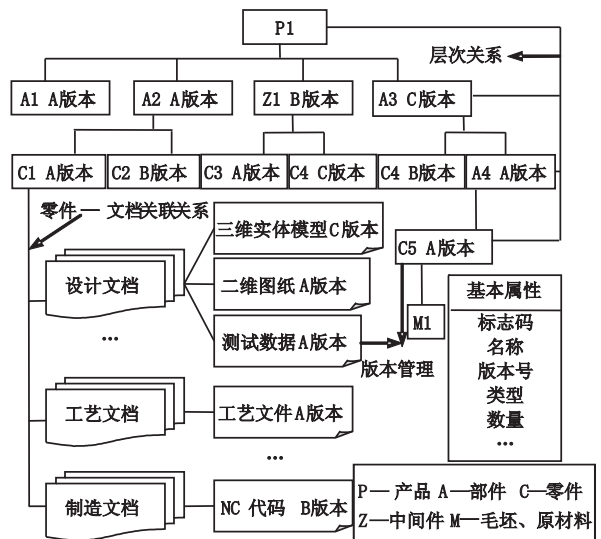 P1
层次关系
A1 A版本
A2 A版本
Z1 B版本
A3 C版本
C1 A版本
C2 B版本
C3 A版本
C4 C版本
C4 B版本
A4 A版本
零件—文档关联关系
三维实体模型C版本
C5 A版本
设计文档
二维图纸A版本
基本属性
M1
标志码
...
测试数据A版本
名称
版本管理
版本号
类型
数量
...
工艺文档
工艺文件A版本
...
制造文档
NC 代码 B版本
P—产品 A—部件 C—零件
Z—中间件 M—毛坯、原材料